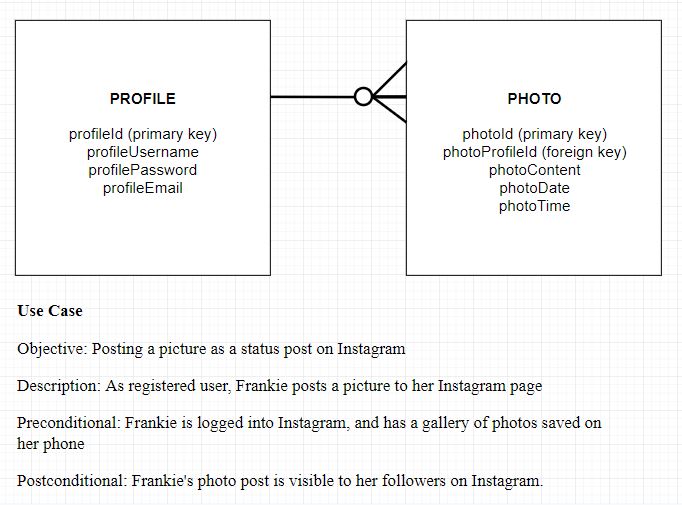 PROFILE
profileId (primary key)
profileUsername
profilePassword
profileEmail
PHOTO
photoId (primary key)
photoProfileId (foreign key)
photoContent
photoDate
photoTime
Use Case
Objective: Posting a picture as a status post on Instagram
Description: As registered user, Frankie posts a picture to her Instagram page
Preconditional: Frankie is logged into Instagram, and has a gallery of photos saved on
her phone
Postconditional: Frankie's photo post is visible to her followers on Instagram.